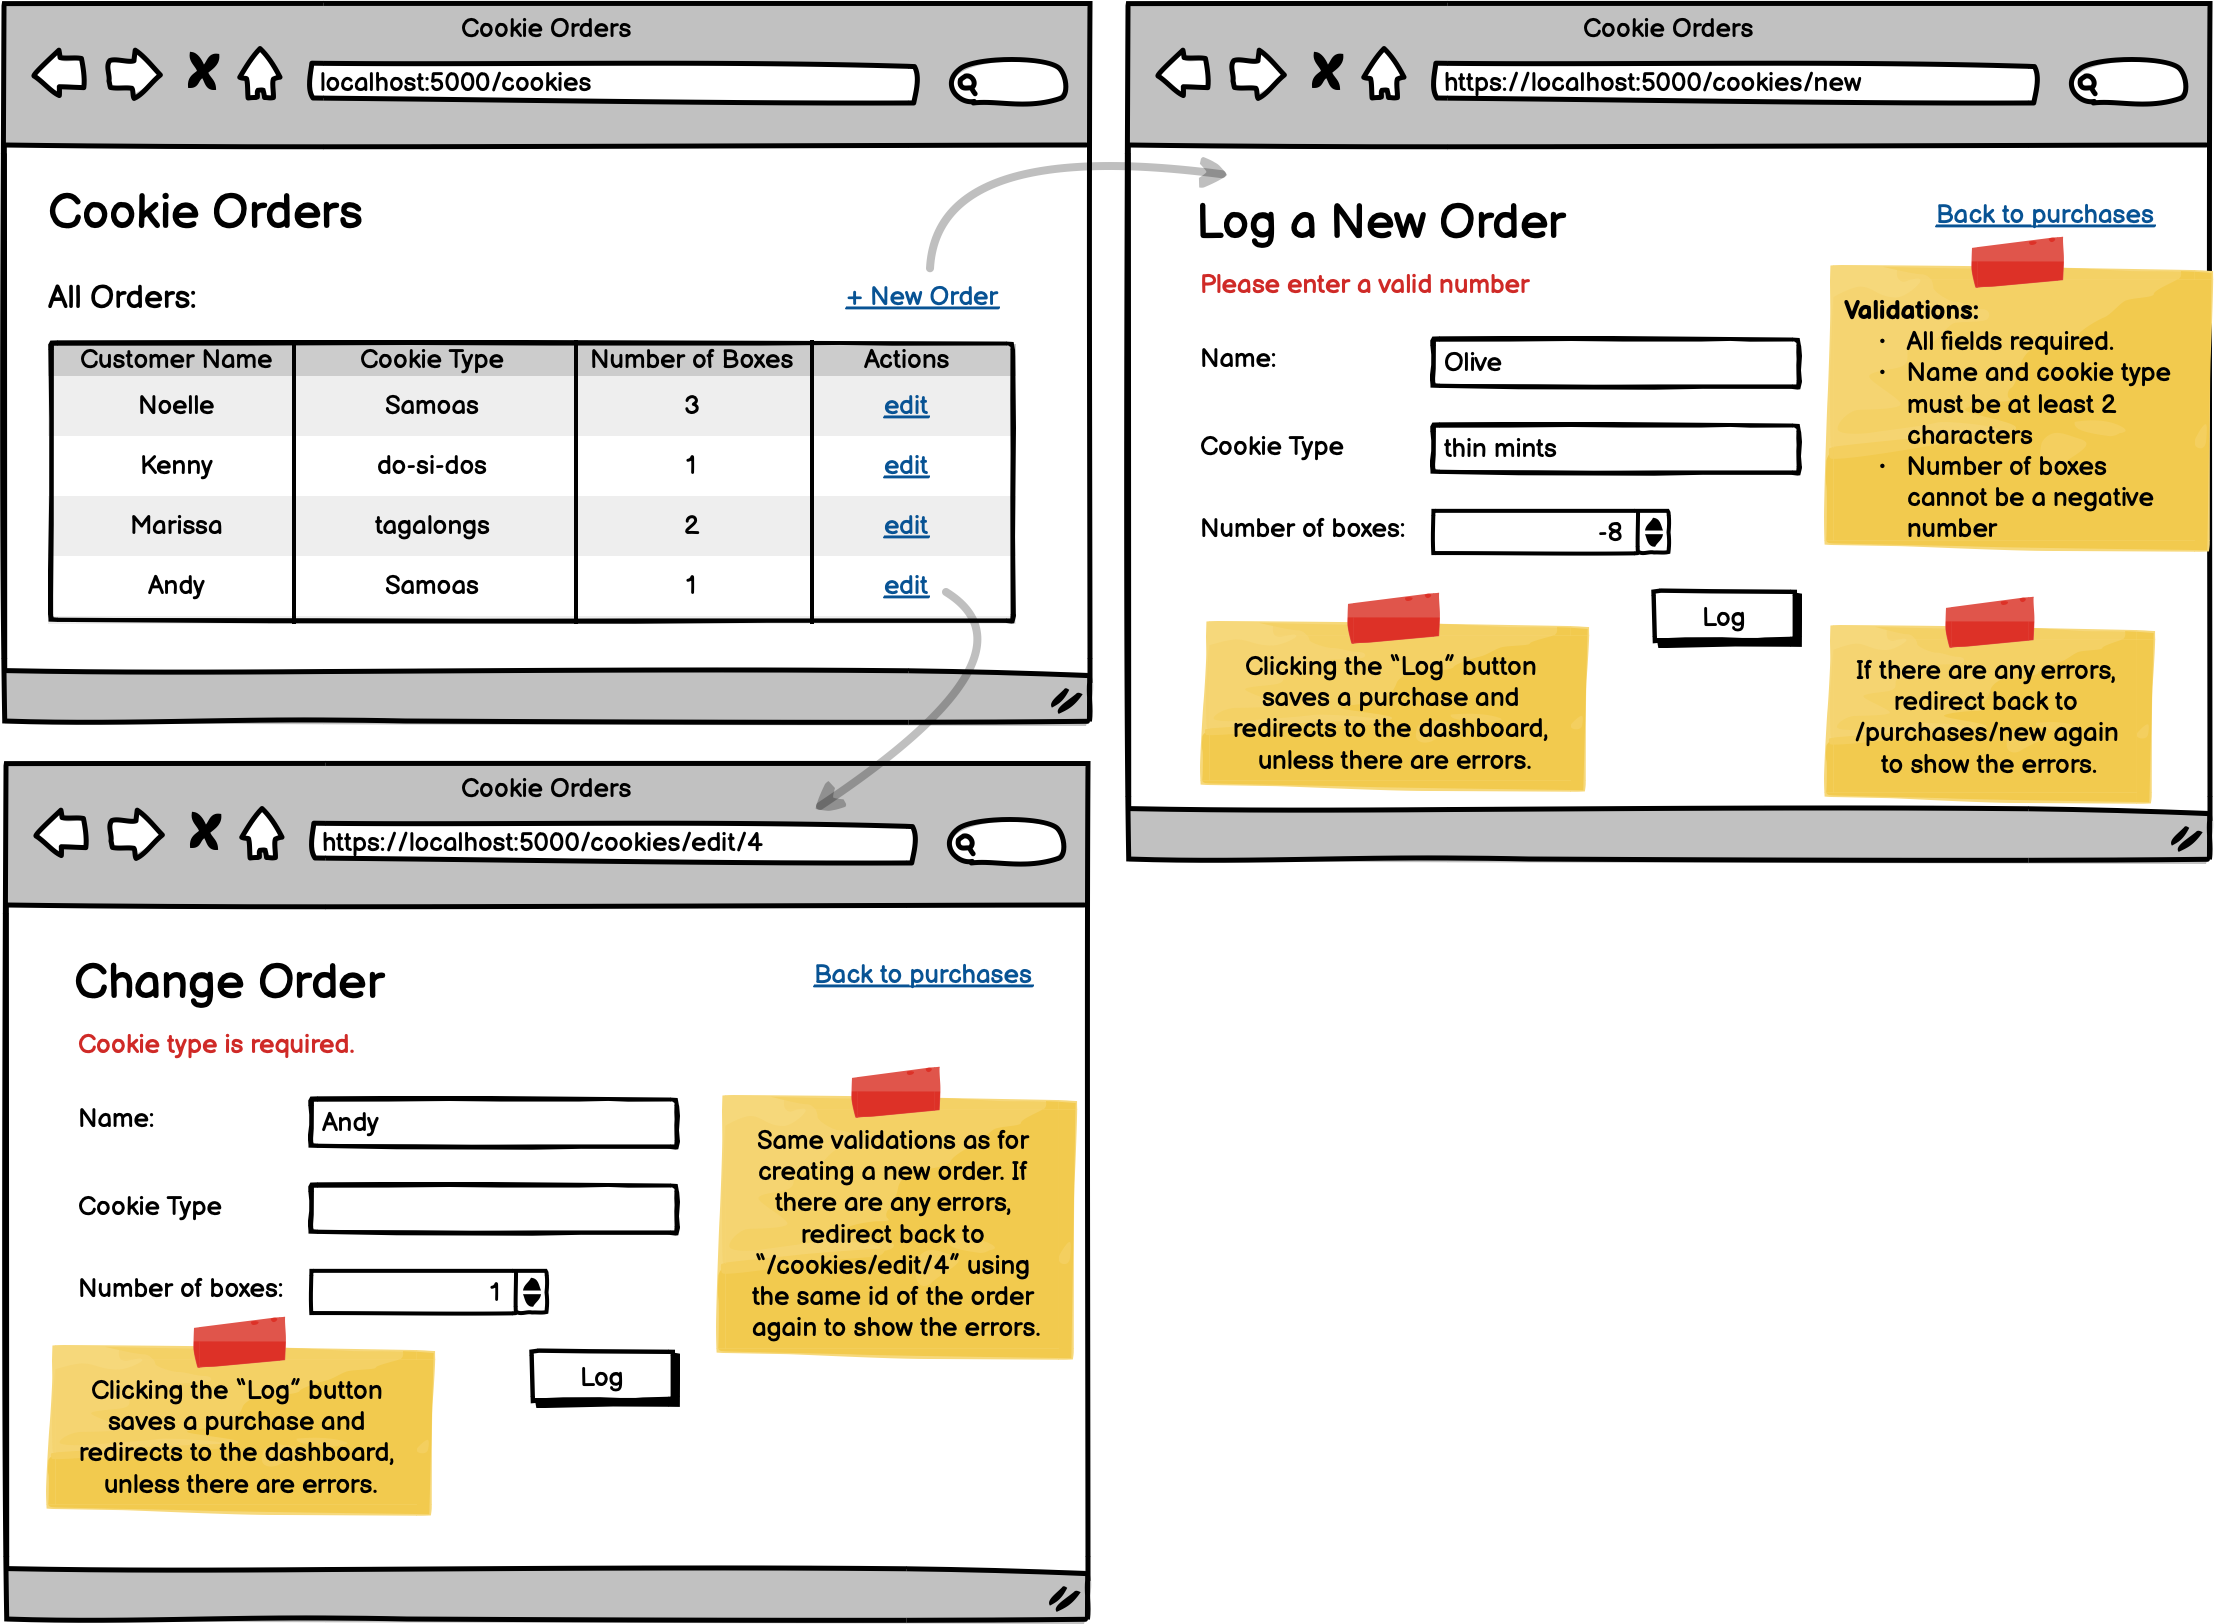 Cookie Orders
localhost:5000/cookies
Cookie Orders
All Orders:
+ New Order
Customer Name Cookie Type Number of Boxes Actions
Noelle Samoas 3 edit
Kenny do-si-dos 1 edit
Marissa tagalongs 2 edit
Andy Samoas 1 edit
Cookie Orders
https://localhost:5000/cookies/new
Log a New Order
Back to purchases
Please enter a valid number
Name: Olive
Cookie Type thin mints
Number of boxes: -8
Log
Validations:
• All fields required.
• Name and cookie type
must be at least 2
characters
• Number of boxes
cannot be a negative
number
Clicking the "Log" button
saves a purchase and
redirects to the dashboard,
unless there are errors.
If there are any errors,
redirect back to
/purchases/new again
to show the errors.
Cookie Orders
https://localhost:5000/cookies/edit/4
Change Order
Back to purchases
Cookie type is required.
Name: Andy
Cookie Type
Number of boxes: 1
Log
Same validations as for
creating a new order. If
there are any errors,
redirect back to
"/cookies/edit/4" using
the same id of the order
again to show the errors.
Clicking the "Log" button
saves a purchase and
redirects to the dashboard,
unless there are errors.